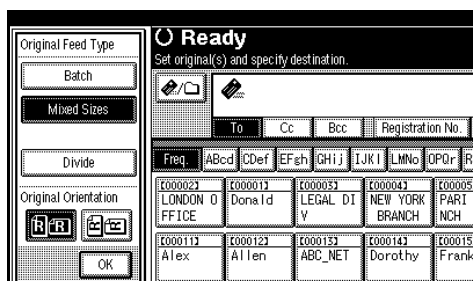 Original Feed Type
Batch
Mixed Sizes
Divide
Original Orientation
R R
R R
OK
Ready
Set original(s) and specify destination.
To Cc Bcc Registration No.
Freq. ABcd CDef EFgh GHij IJKl LMNo OPQr R
[00002] [00001] [00003] [00004] [00005
LONDON O Donald LEGAL DI NEW YORK PARI
FFICE V BRANCH NCH
[00011] [00012] [00013] [00014] [00015
Alex Allen ABC_NET Dorothy Frank